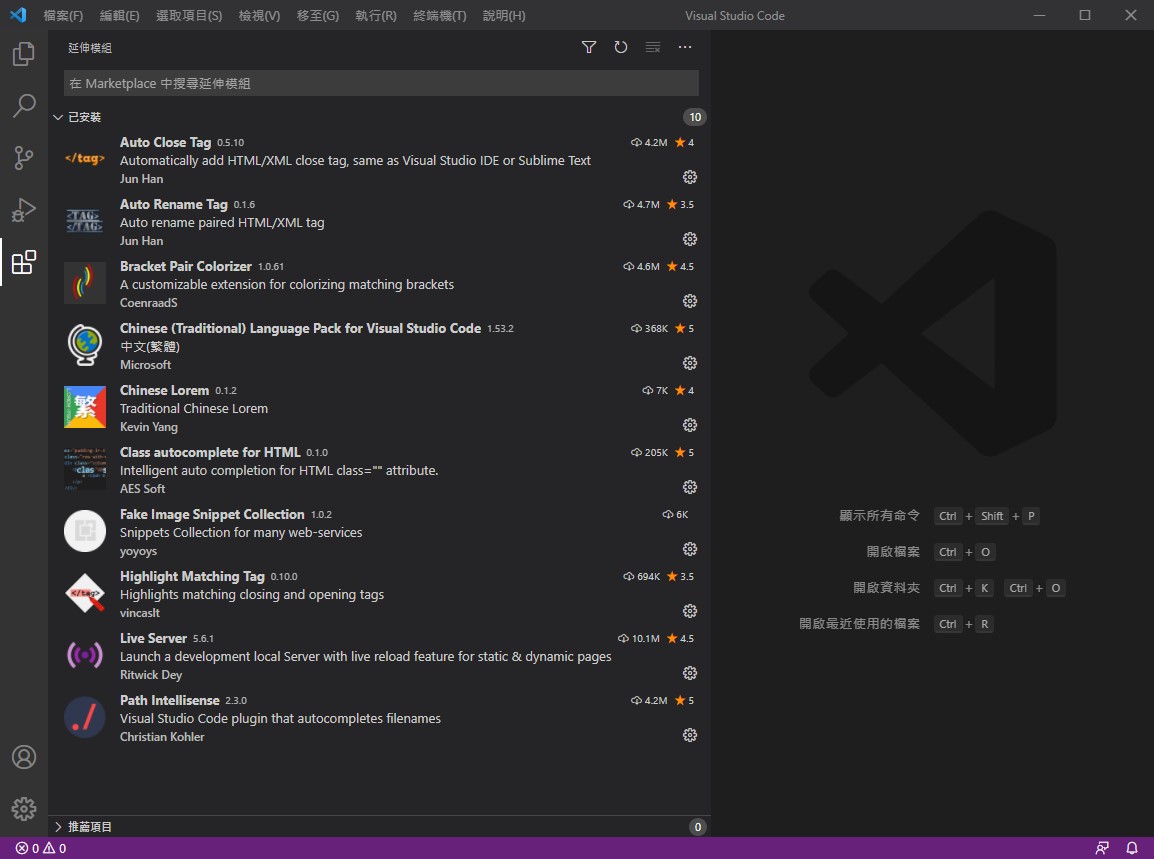 檔案(F) 編輯(E) 選取項目(S) 檢視(V) 移至(G) 執行(R) 終端機(T) 說明(H) Visual Studio Code
延伸模組
在 Marketplace 中搜尋延伸模組
已安裝 10
</tag>
Auto Close Tag 0.5.10 4.2M 4
Automatically add HTML/XML close tag, same as Visual Studio IDE or Sublime Text
Jun Han
<TAG>
</TAG>
Auto Rename Tag 0.1.6 4.7M 3.5
Auto rename paired HTML/XML tag
Jun Han
Bracket Pair Colorizer 1.0.61 4.6M 4.5
A customizable extension for colorizing matching brackets
CoenraadS
Chinese (Traditional) Language Pack for Visual Studio Code 1.53.2 368K 5
中文(繁體)
Microsoft
繁
Chinese Lorem 0.1.2 7K 4
Traditional Chinese Lorem
Kevin Yang
Class autocomplete for HTML 0.1.0 205K 5
Intelligent auto completion for HTML class="" attribute.
AES Soft
Fake Image Snippet Collection 1.0.2 6K
Snippets Collection for many web-services
yoyoys
</tag>
Highlight Matching Tag 0.10.0 694K 3.5
Highlights matching closing and opening tags
vincaslt
Live Server 5.6.1 10.1M 4.5
Launch a development local Server with live reload feature for static & dynamic pages
Ritwick Dey
./
Path Intellisense 2.3.0 4.2M 5
Visual Studio Code plugin that autocompletes filenames
Christian Kohler
推薦項目 0
顯示所有命令 Ctrl + Shift + P
開啟檔案 Ctrl + O
開啟資料夾 Ctrl + K Ctrl + O
開啟最近使用的檔案 Ctrl + R
0 0